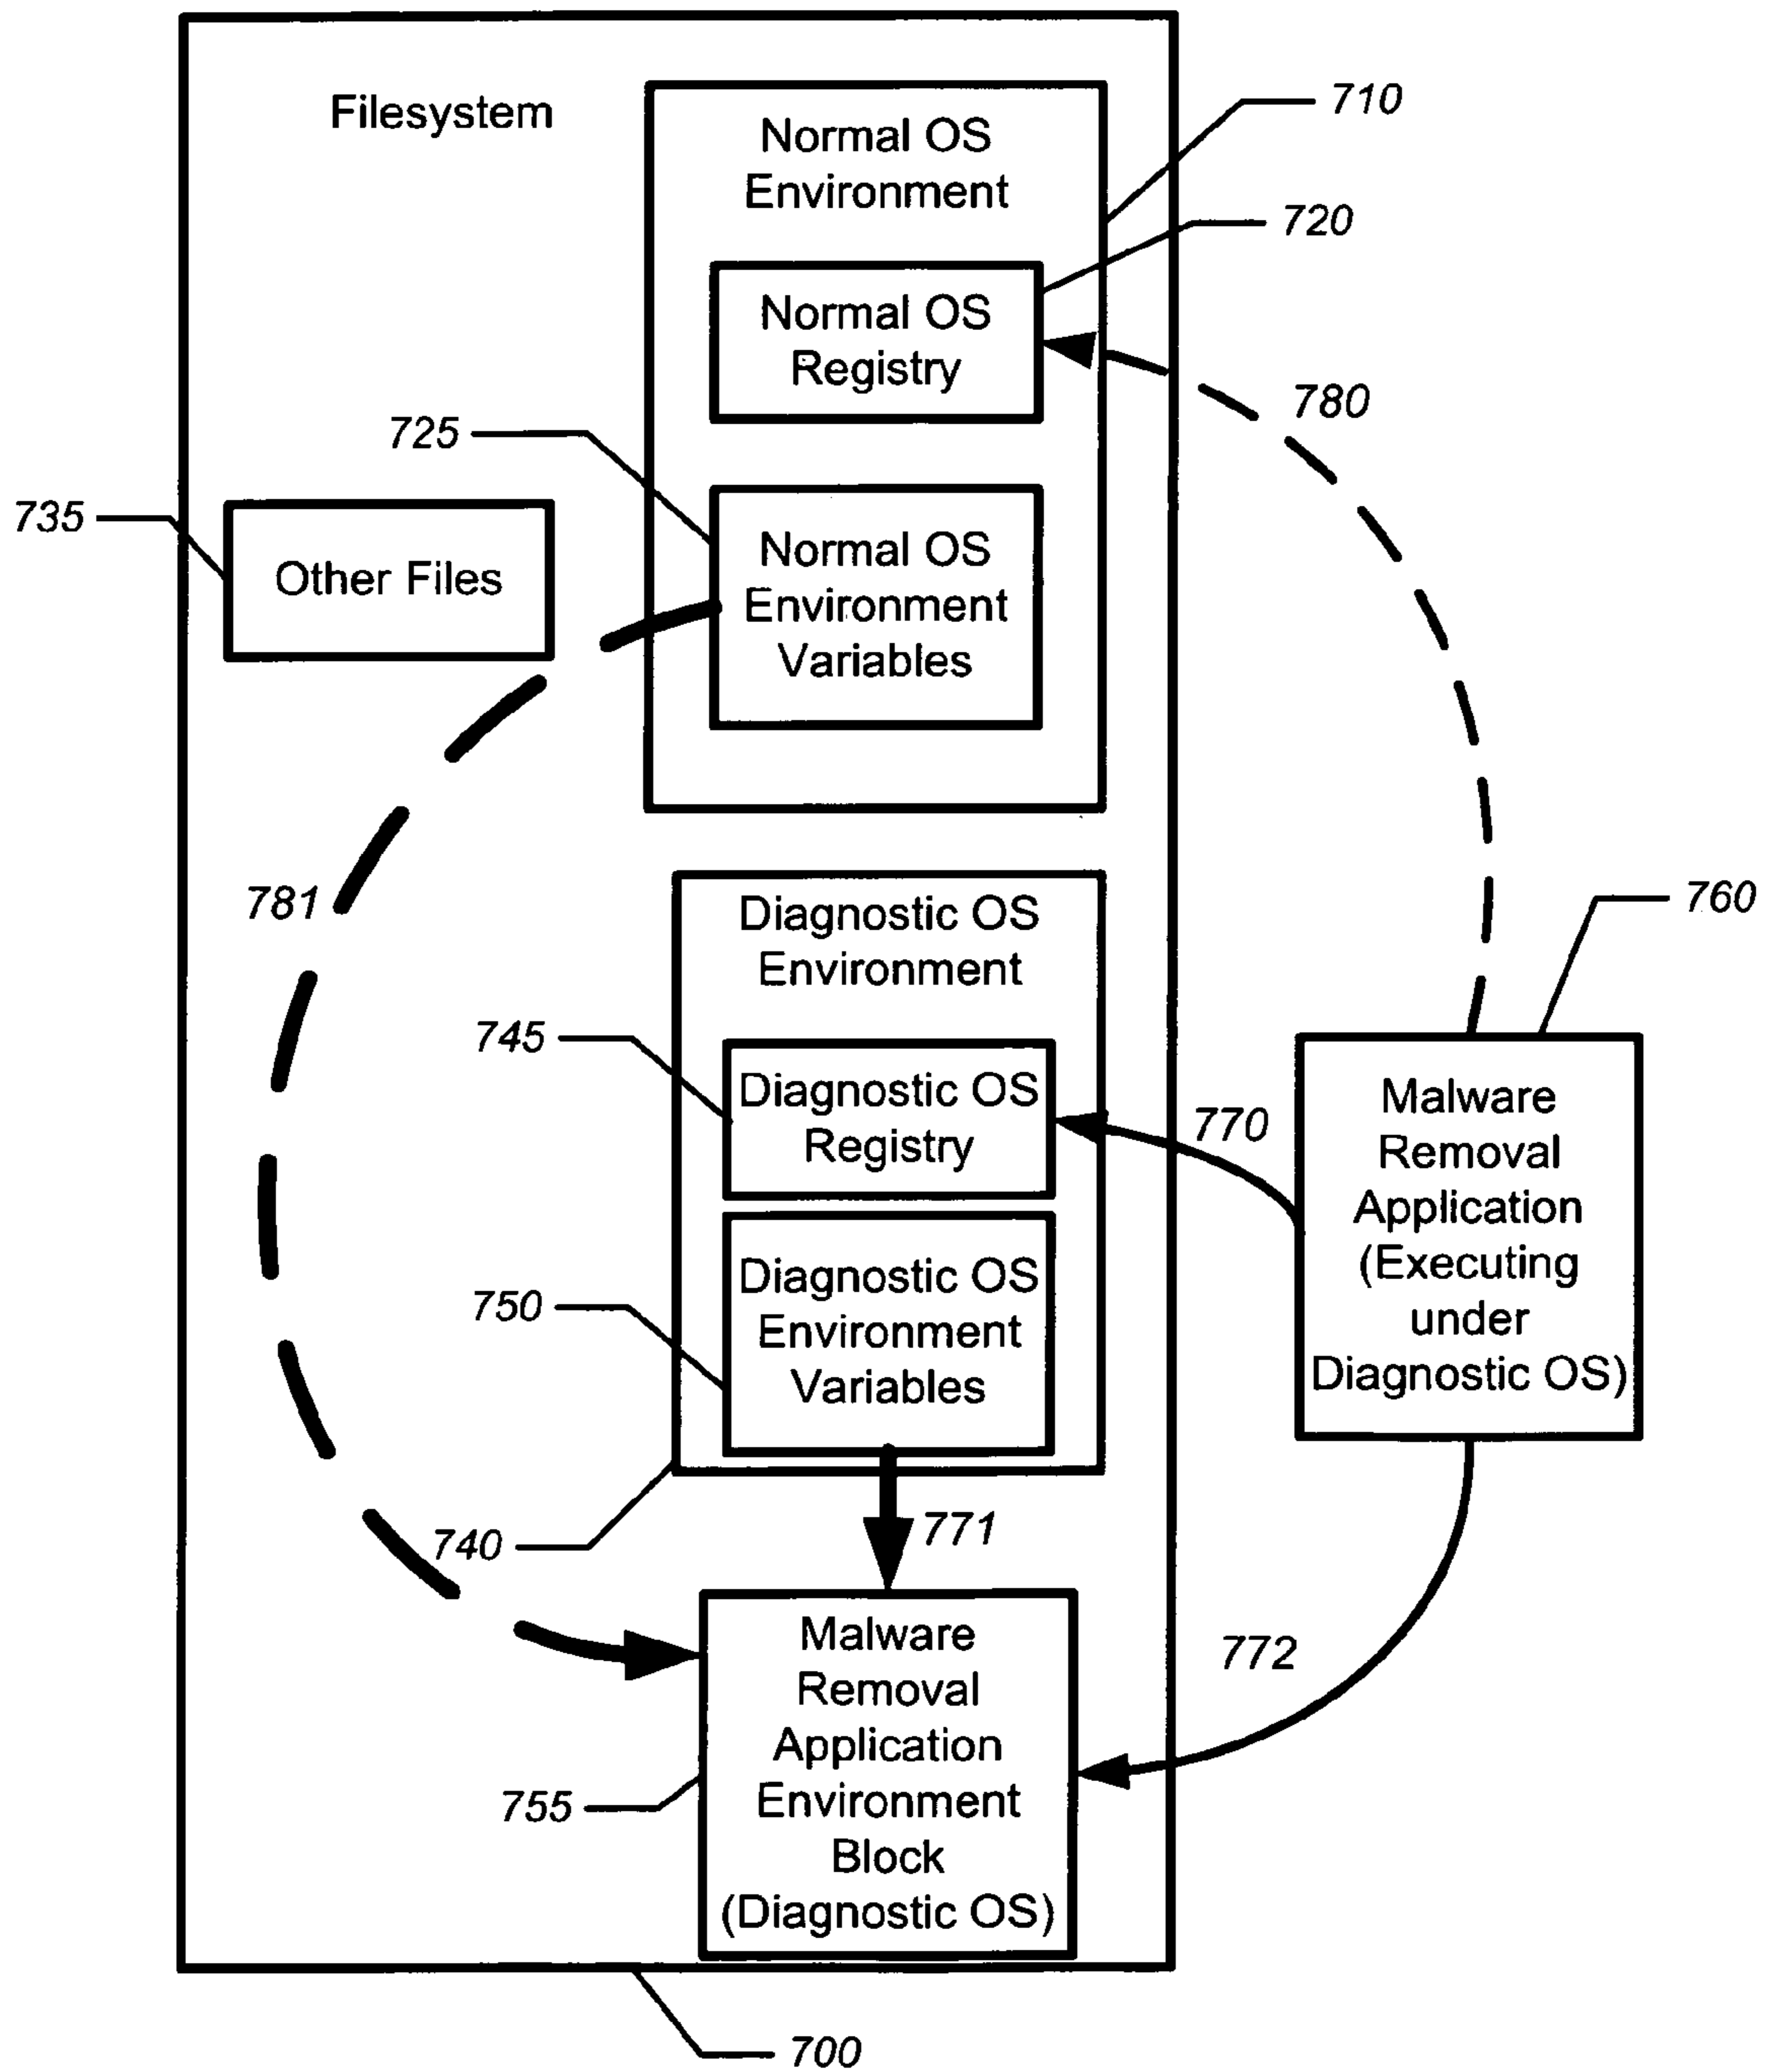 Filesystem
Normal OS
Environment
710
720
Normal OS
Registry
780
725
735
Other Files
Normal OS
Environment
Variables
781
Diagnostic OS
Environment
760
745
Diagnostic OS
Registry
770
Malware
Removal
Application
(Executing
under
Diagnostic OS)
750
Diagnostic OS
Environment
Variables
740
771
Malware
Removal
Application
Environment
Block
(Diagnostic OS)
772
755
700